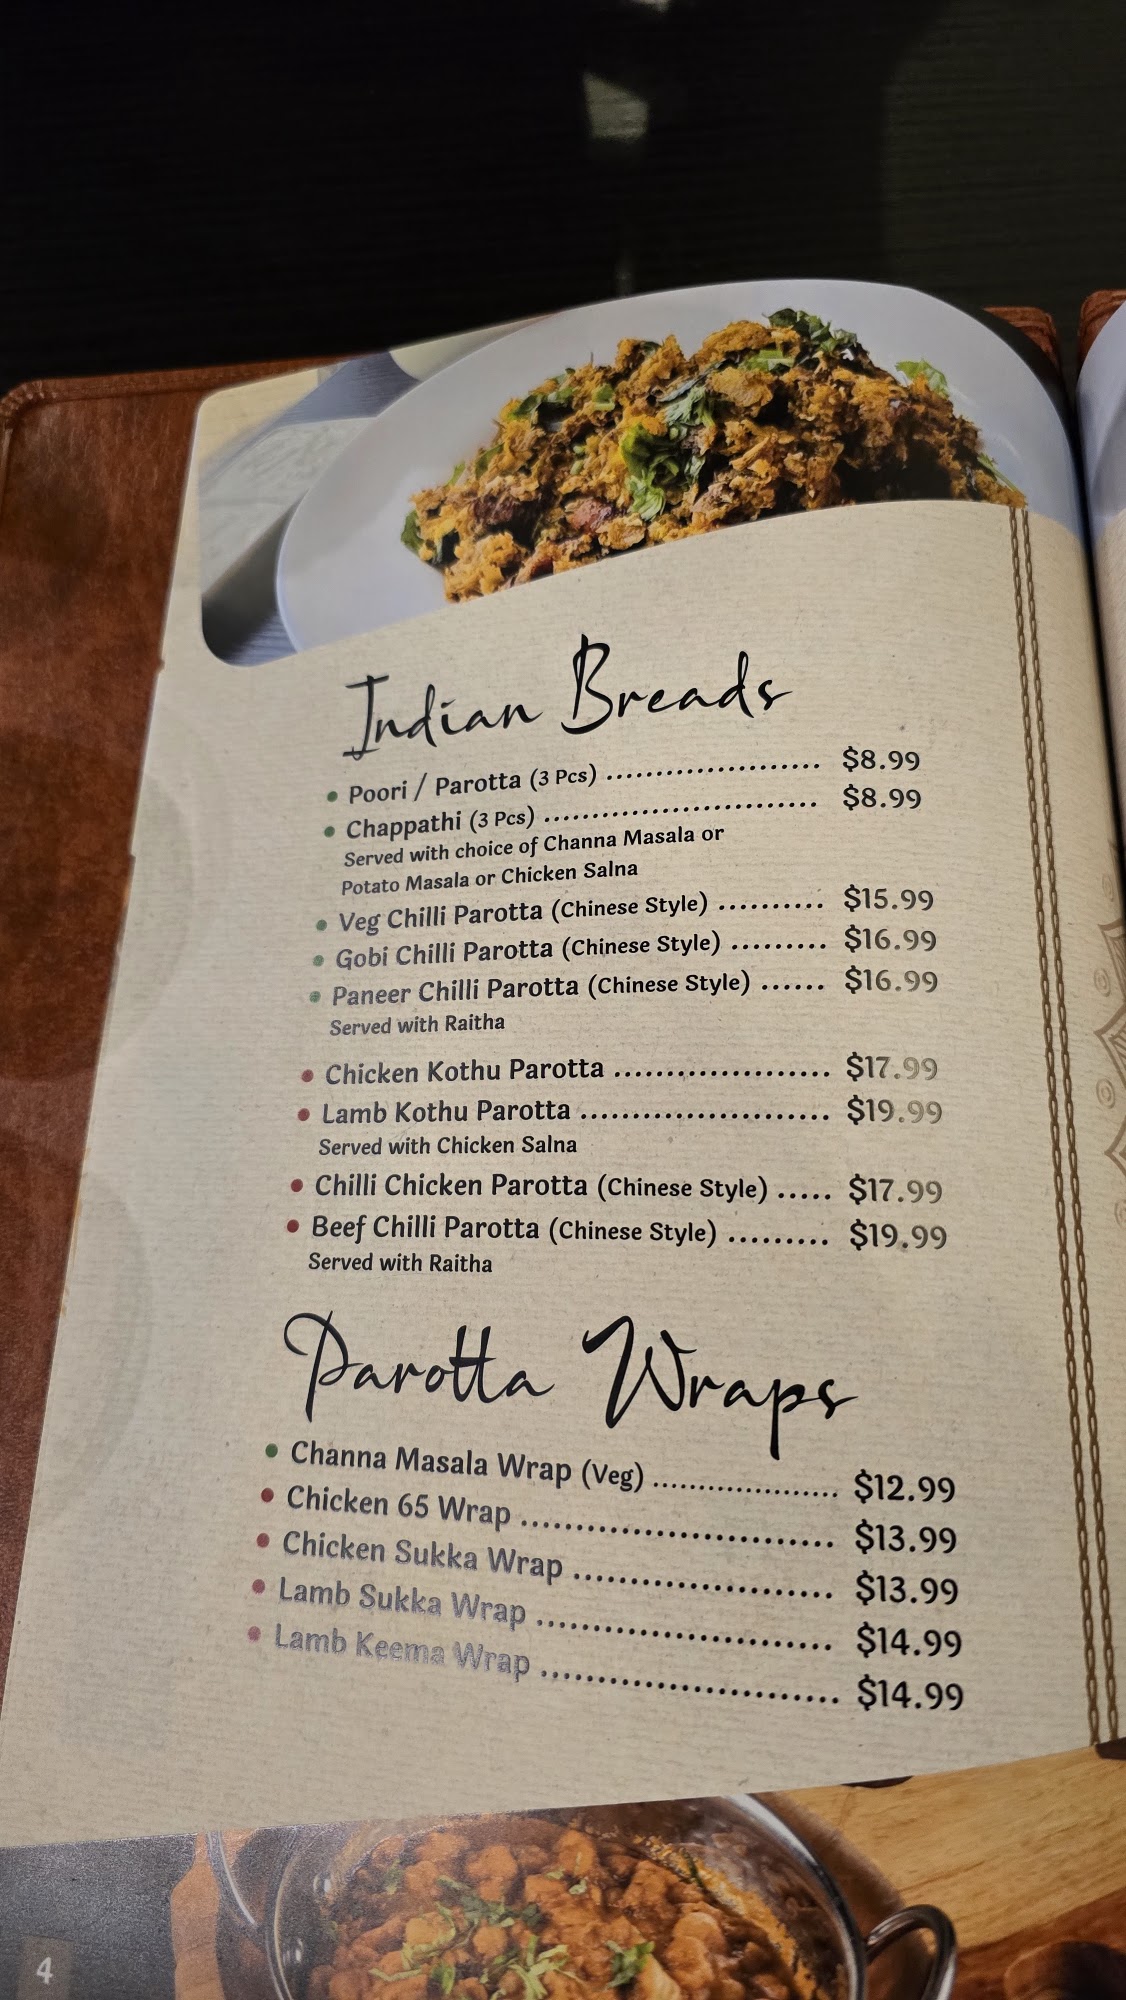 Indian Breads
Poori / Parotta (3 Pcs) ..................... $8.99
Chappathi (3 Pcs) ........................... $8.99
Served with choice of Channa Masala or
Potato Masala or Chicken Salna
Veg Chilli Parotta (Chinese Style) .......... $15.99
Gobi Chilli Parotta (Chinese Style) ......... $16.99
Paneer Chilli Parotta (Chinese Style) ...... $16.99
Served with Raitha
Chicken Kothu Parotta .................... $17.99
Lamb Kothu Parotta ....................... $19.99
Served with Chicken Salna
Chilli Chicken Parotta (Chinese Style) ..... $17.99
Beef Chilli Parotta (Chinese Style) ......... $19.99
Served with Raitha
Parotta Wraps
Channa Masala Wrap (Veg) .................... $12.99
Chicken 65 Wrap ............................... $13.99
Chicken Sukka Wrap ......................... $13.99
Lamb Sukka Wrap ............................ $14.99
Lamb Keema Wrap ............................ $14.99
4